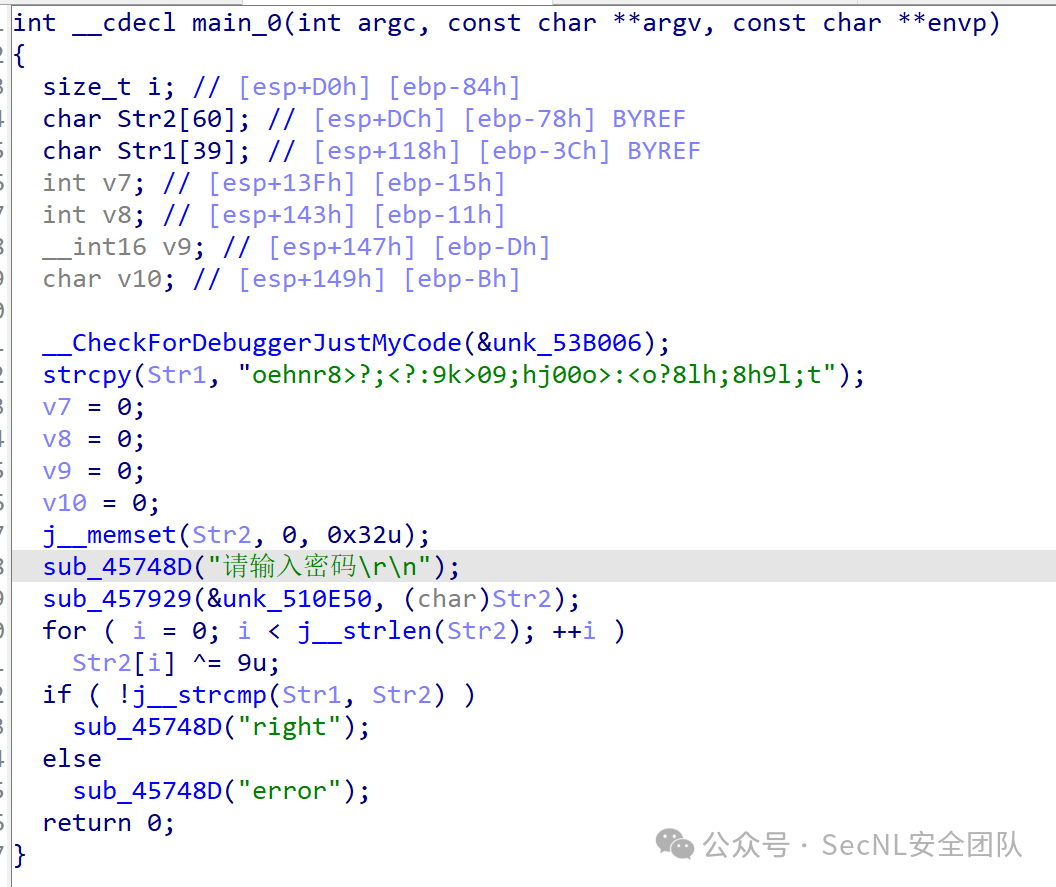 int __cdecl main_0(int argc, const char **argv, const char **envp)
{
  size_t i; // [esp+D0h] [ebp-84h]
  char Str2[60]; // [esp+DCh] [ebp-78h] BYREF
  char Str1[39]; // [esp+118h] [ebp-3Ch] BYREF
  int v7; // [esp+13Fh] [ebp-15h]
  int v8; // [esp+143h] [ebp-11h]
  __int16 v9; // [esp+147h] [ebp-Dh]
  char v10; // [esp+149h] [ebp-Bh]

  __CheckForDebuggerJustMyCode(&unk_53B006);
  strcpy(Str1, "oehnr8>?;<?:9k>09;hj00o>:<o?8lh;8h9l;t");
  v7 = 0;
  v8 = 0;
  v9 = 0;
  v10 = 0;
  j__memset(Str2, 0, 0x32u);
  sub_45748D("请输入密码\r\n");
  sub_457929(&unk_510E50, (char)Str2);
  for ( i = 0; i < j__strlen(Str2); ++i )
    Str2[i] ^= 9u;
  if ( !j__strcmp(Str1, Str2) )
    sub_45748D("right");
  else
    sub_45748D("error");
  return 0;
}
公众号 · SecNL安全团队